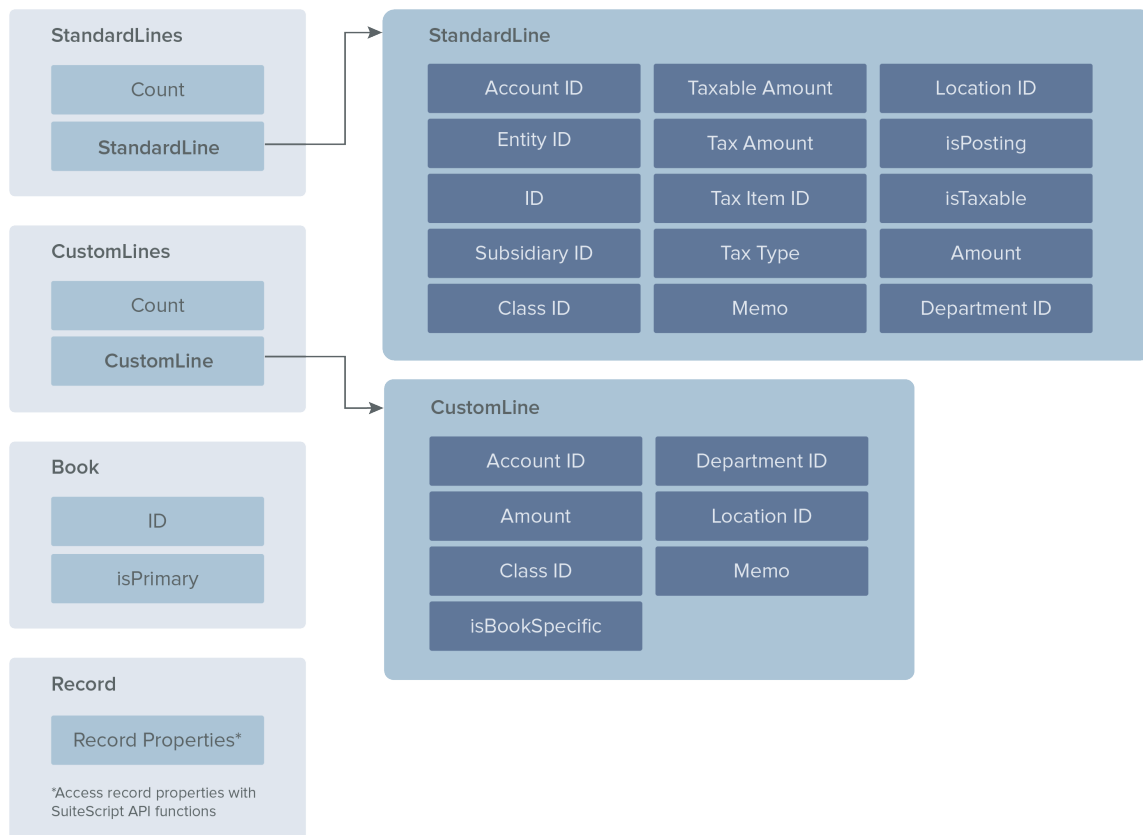 StandardLines
Count
StandardLine
CustomLines
Count
CustomLine
Book
ID
isPrimary
Record
Record Properties*
*Access record properties with
SuiteScript API functions
StandardLine
Account ID
Taxable Amount
Location ID
Entity ID
Tax Amount
isPosting
ID
Tax Item ID
isTaxable
Subsidiary ID
Tax Type
Amount
Class ID
Memo
Department ID
CustomLine
Account ID
Department ID
Amount
Location ID
Class ID
Memo
isBookSpecific